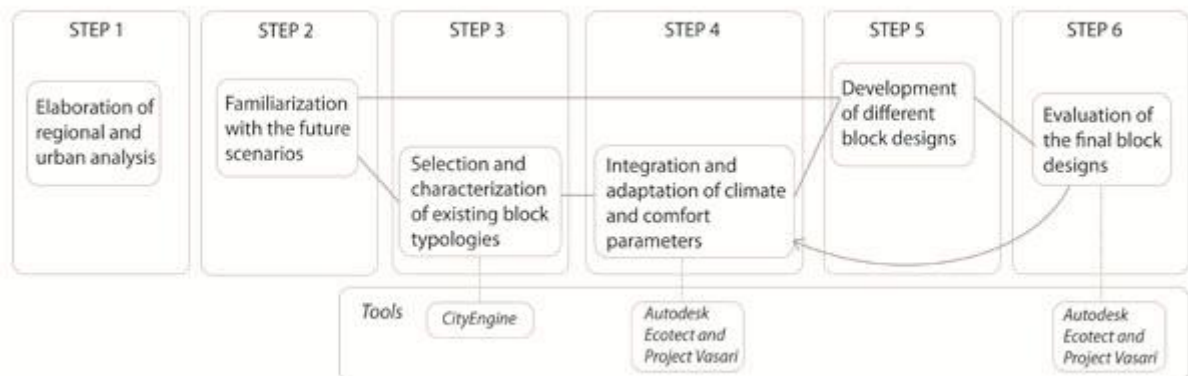 STEP 1
Elaboration of
regional and
urban analysis
STEP 2
Familiarization
with the future
scenarios
STEP 3
Selection and
characterization
of existing block
typologies
STEP 4
Integration and
adaptation of climate
and comfort
parameters
STEP 5
Development
of different
block designs
STEP 6
Evaluation of
the final block
designs
Tools
CityEngine
Autodesk
Ecotect and
Project Vasari
Autodesk
Ecotect and
Project Vasari